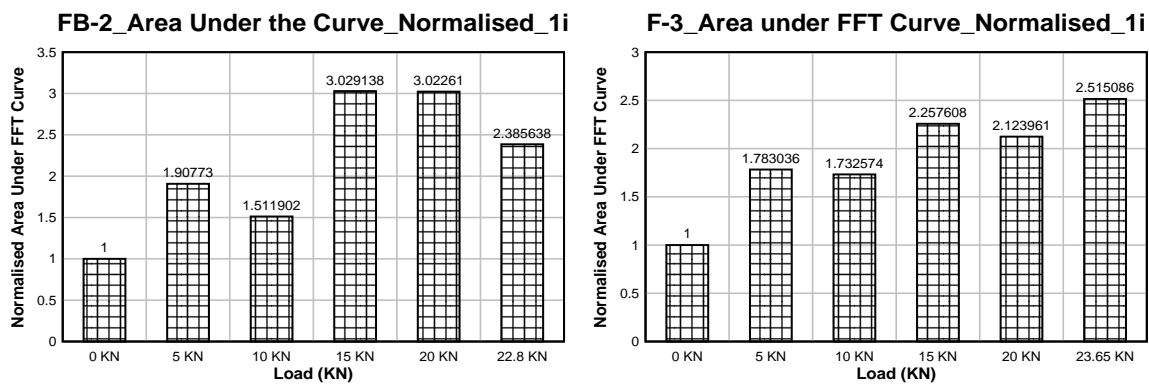 FB-2_Area Under the Curve_Normalised_1i
Normalised Area Under FFT Curve
3.5
3
2.5
2
1.5
1
0.5
0
1
1.90773
1.511902
3.029138
3.02261
2.385638
0 KN
5 KN
10 KN
15 KN
20 KN
22.8 KN
Load (KN)
F-3_Area under FFT Curve_Normalised_1i
Normalised Area Under FFT Curve
3
2.5
2
1.5
1
0.5
0
1
1.783036
1.732574
2.257608
2.123961
2.515086
0 KN
5 KN
10 KN
15 KN
20 KN
23.65 KN
Load (KN)